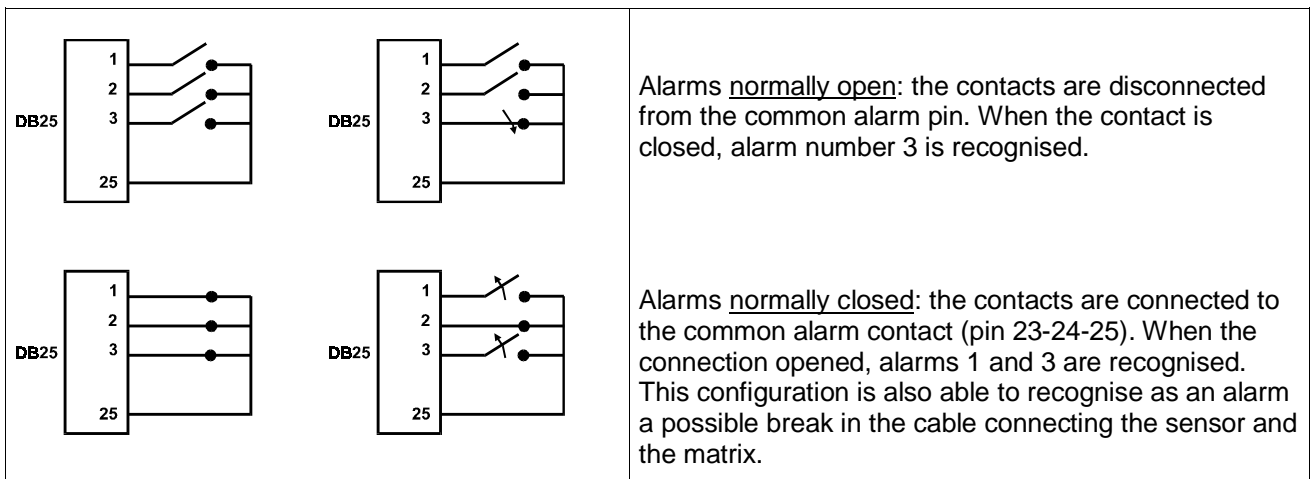 1
2
DB25 3
25
1
2
DB25 3
25
Alarms normally open: the contacts are disconnected
from the common alarm pin. When the contact is
closed, alarm number 3 is recognised.
1
2
DB25 3
25
1
2
DB25 3
25
Alarms normally closed: the contacts are connected to
the common alarm contact (pin 23-24-25). When the
connection opened, alarms 1 and 3 are recognised.
This configuration is also able to recognise as an alarm
a possible break in the cable connecting the sensor and
the matrix.